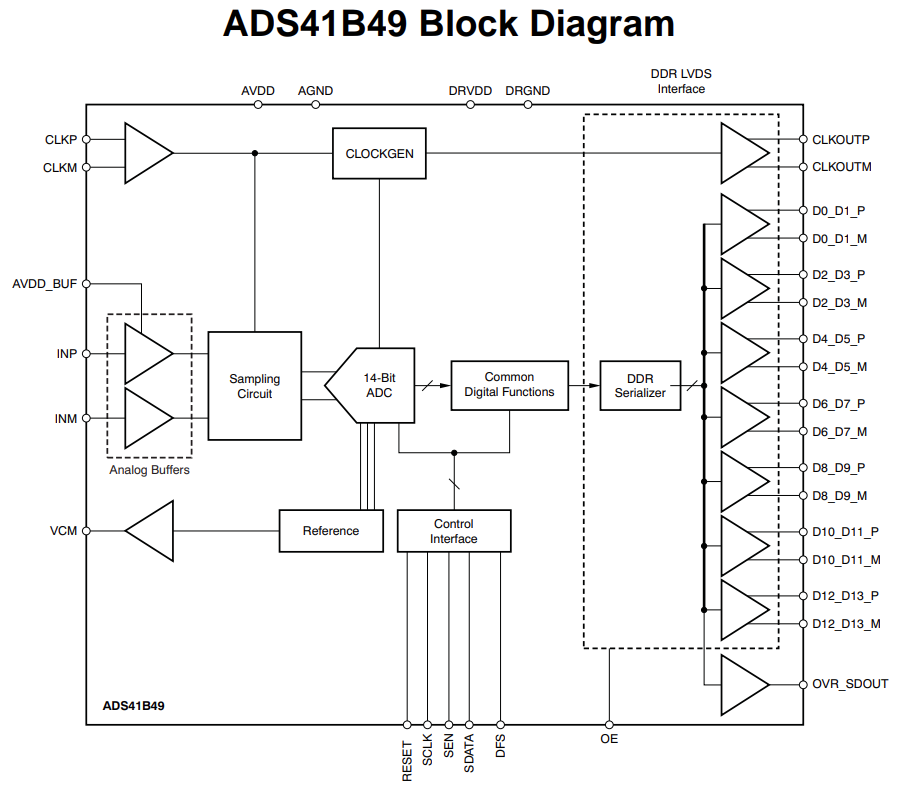 ADS41B49 Block Diagram
DDR LVDS
Interface
AVDD
AGND
DRVDD
DRGND
CLKP
CLKM
CLOCKGEN
CLKOUTP
CLKOUTM
D0_D1_P
D0_D1_M
AVDD_BUF
D2_D3_P
D2_D3_M
INP
INM
Analog Buffers
Sampling
Circuit
14-Bit
ADC
Common
Digital Functions
DDR
Serializer
D4_D5_P
D4_D5_M
D6_D7_P
D6_D7_M
D8_D9_P
D8_D9_M
VCM
Reference
Control
Interface
D10_D11_P
D10_D11_M
D12_D13_P
D12_D13_M
OVR_SDOUT
ADS41B49
RESET
SCLK
SEN
SDATA
DFS
OE